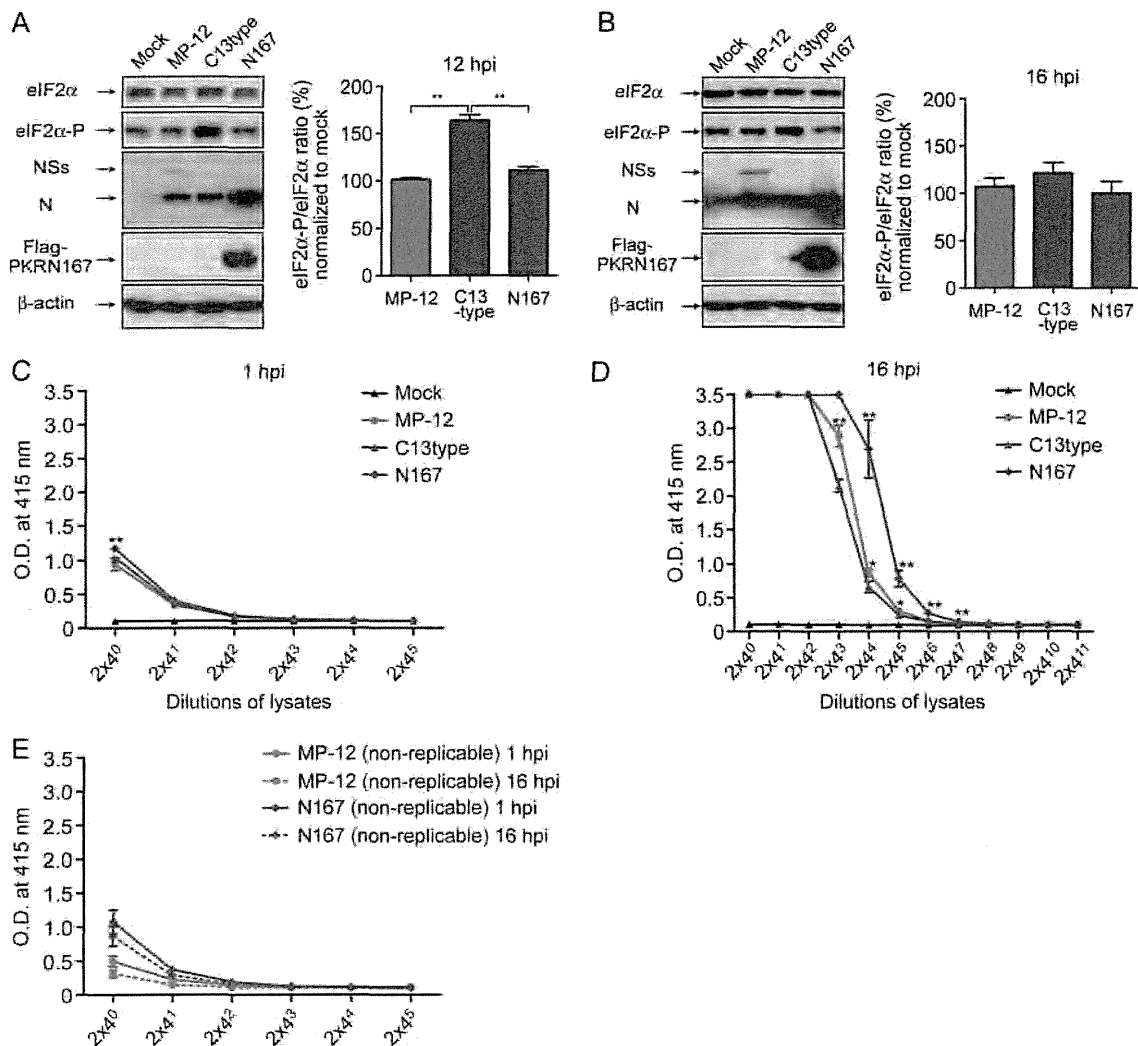 A
Mock MP-12 C13type N167
eIF2α
eIF2α-P
NSs
N
Flag-
PKRN167
β-actin
12 hpi
eIF2α-P/eIF2α ratio (%)
normalized to mock
200
150
100
50
0
** **
MP-12 C13 N167
-type
B
Mock MP-12 C13type N167
eIF2α
eIF2α-P
NSs
N
Flag-
PKRN167
β-actin
16 hpi
eIF2α-P/eIF2α ratio (%)
normalized to mock
200
150
100
50
0
MP-12 C13 N167
-type
C
1 hpi
O.D. at 415 nm
3.5
3.0
2.5
2.0
1.5
1.0
0.5
0
**
Mock
MP-12
C13type
N167
2x4⁰ 2x4¹ 2x4² 2x4³ 2x4⁴ 2x4⁵
Dilutions of lysates
D
16 hpi
O.D. at 415 nm
3.5
3.0
2.5
2.0
1.5
1.0
0.5
0
** **
* **
* ** **
Mock
MP-12
C13type
N167
2x4⁰ 2x4¹ 2x4² 2x4³ 2x4⁴ 2x4⁵ 2x4⁶ 2x4⁷ 2x4⁸ 2x4⁹ 2x4¹⁰ 2x4¹¹
Dilutions of lysates
E
O.D. at 415 nm
3.5
3.0
2.5
2.0
1.5
1.0
0.5
0
MP-12 (non-replicable) 1 hpi
MP-12 (non-replicable) 16 hpi
N167 (non-replicable) 1 hpi
N167 (non-replicable) 16 hpi
2x4⁰ 2x4¹ 2x4² 2x4³ 2x4⁴ 2x4⁵